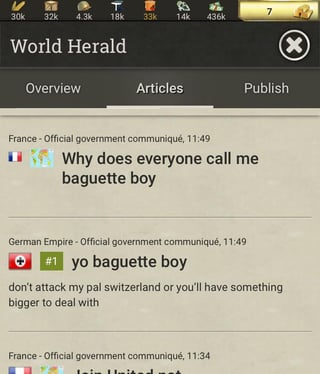 30k 32k 4.3k 18k 33k 14k 436k 7
World Herald
Overview Articles Publish
France - Official government communiqué, 11:49
Why does everyone call me
baguette boy
German Empire - Official government communiqué, 11:49
#1 yo baguette boy
don't attack my pal switzerland or you'll have something
bigger to deal with
France - Official government communiqué, 11:34
Join United